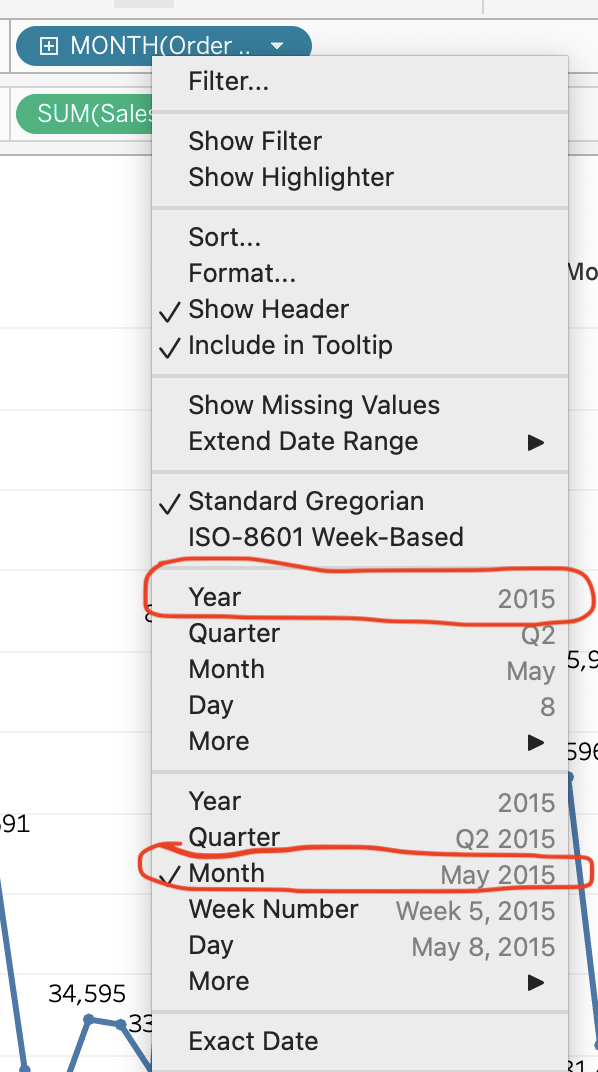 MONTH(Order ..
Filter...
SUM(Sales
Show Filter
Show Highlighter
Sort...
Format...
Mo
Show Header
Include in Tooltip
Show Missing Values
Extend Date Range
Standard Gregorian
ISO-8601 Week-Based
Year 2015
Quarter Q2
Month May
5,9
Day 8
More
596
Year 2015
91
Quarter Q2 2015
Month May 2015
Week Number Week 5, 2015
Day May 8, 2015
More
34,595
33
Exact Date